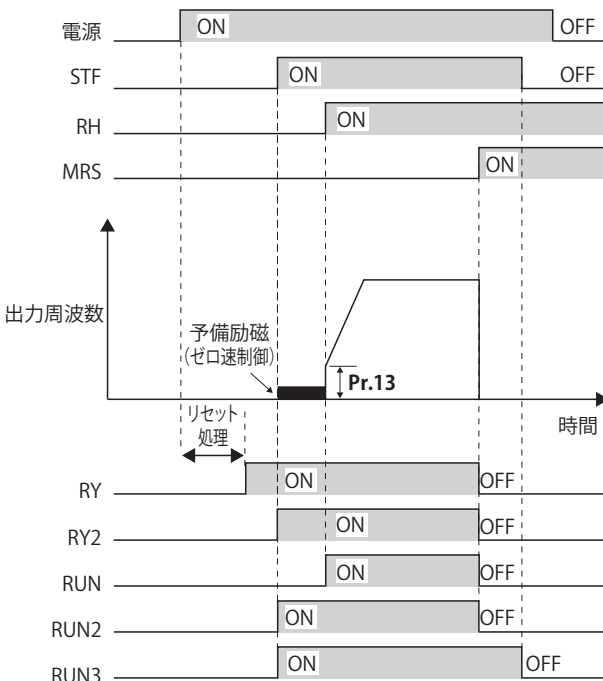 電源 ON OFF
STF ON OFF
RH ON
MRS ON
出力周波数
予備励磁
(ゼロ速制御)
Pr.13
時間
リセット
処理
RY ON OFF
RY2 ON OFF
RUN ON OFF
RUN2 ON OFF
RUN3 ON OFF